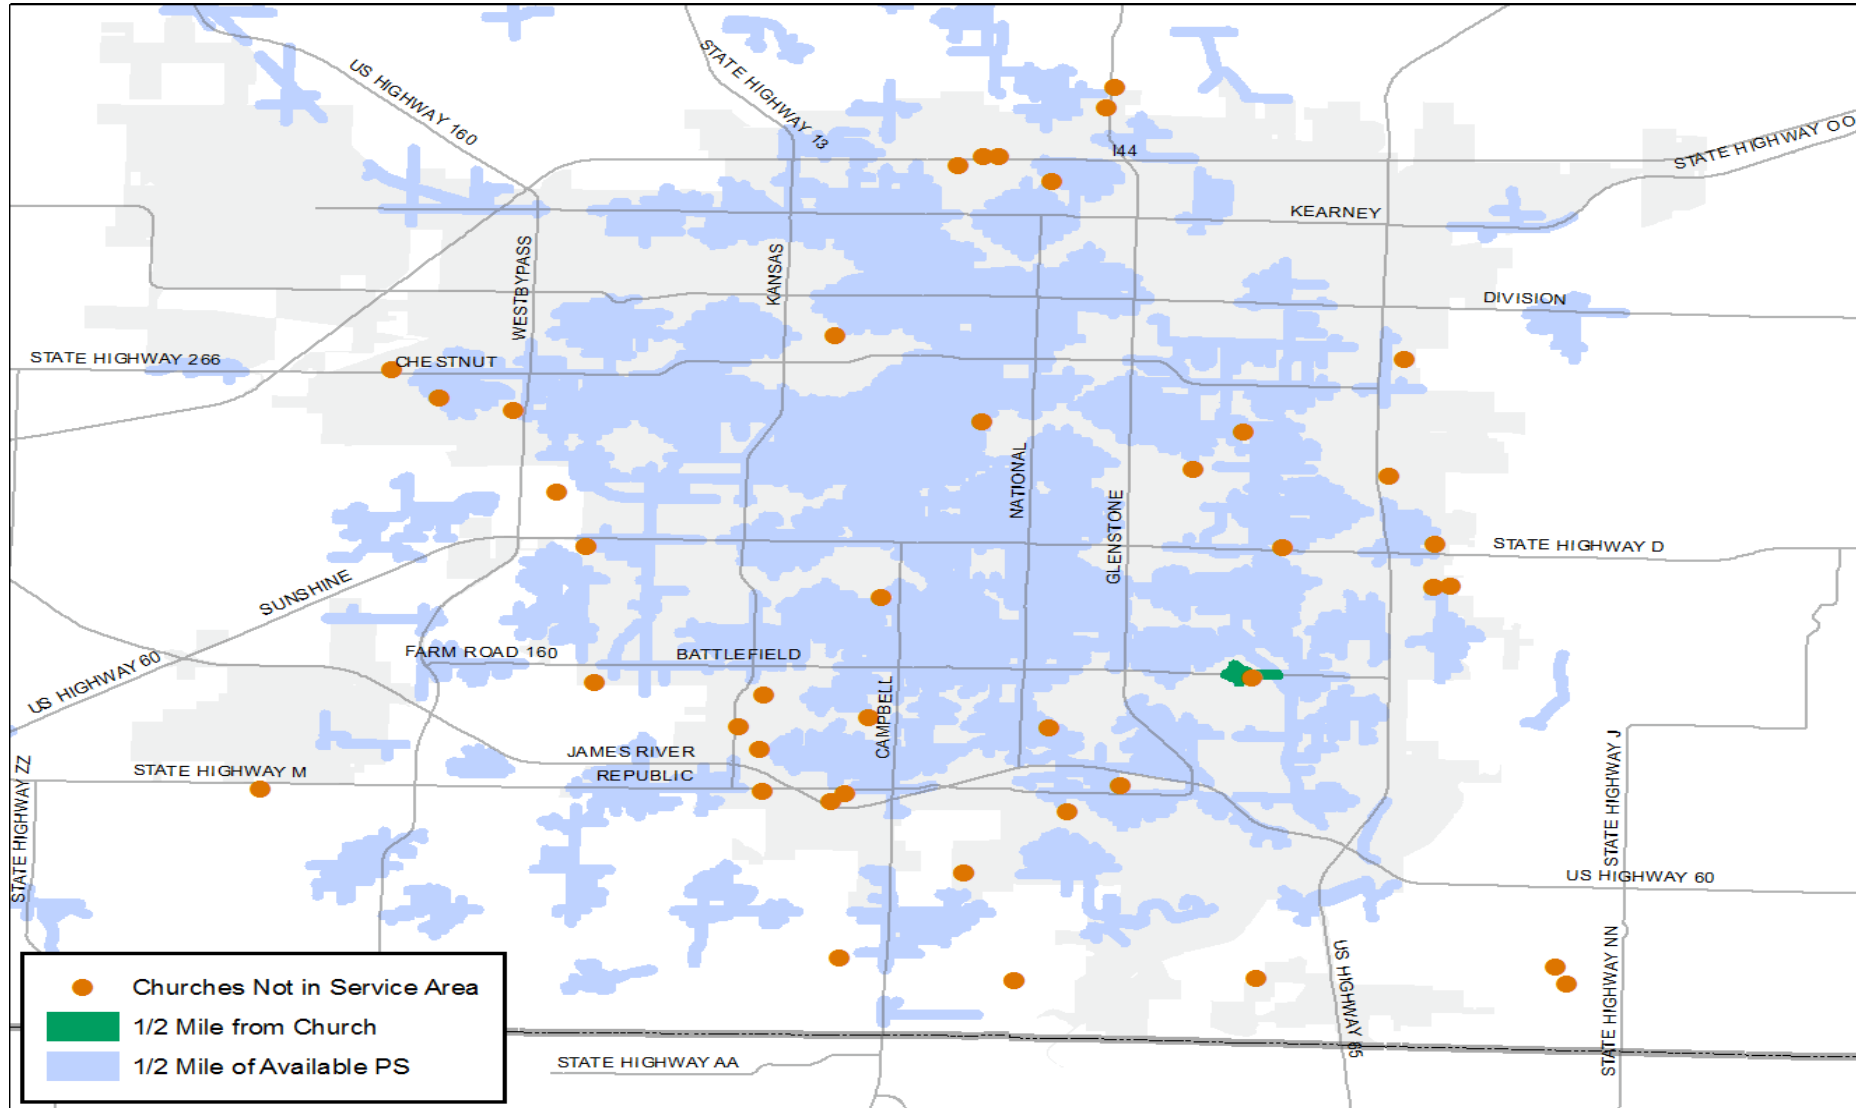 US HIGHWAY 160
STATE HIGHWAY 13
I44
STATE HIGHWAY OO
KEARNEY
WESTBYPASS
KANSAS
DIVISION
STATE HIGHWAY 266
CHESTNUT
NATIONAL
GLENSTONE
STATE HIGHWAY D
SUNSHINE
US HIGHWAY 60
FARM ROAD 160
BATTLEFIELD
CAMPBELL
JAMES RIVER
REPUBLIC
STATE HIGHWAY M
STATE HIGHWAY ZZ
STATE HIGHWAY J
US HIGHWAY 60
US HIGHWAY 65
STATE HIGHWAY NN
STATE HIGHWAY AA
Churches Not in Service Area
1/2 Mile from Church
1/2 Mile of Available PS